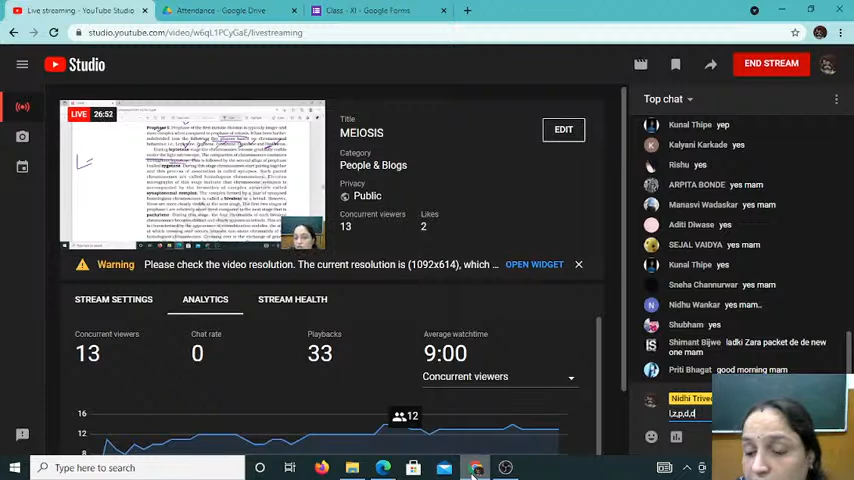 Live streaming - YouTube Studio
Attendance - Google Drive
Class - XI - Google Forms
studio.youtube.com/video/w6qL1PCyGaE/livestreaming
Studio
END STREAM
LIVE 26:52
Title
MEIOSIS
EDIT
Category
People & Blogs
Privacy
Public
Concurrent viewers
Likes
13
2
Warning Please check the video resolution. The current resolution is (1092x614), which ... OPEN WIDGET
STREAM SETTINGS
ANALYTICS
STREAM HEALTH
Concurrent viewers
13
Chat rate
0
Playbacks
33
Average watchtime
9:00
Concurrent viewers
16
12
8
12
Top chat
Kunal Thipe yep
Kalyani Karkade yes
Rishu yes
ARPITA BONDE yes mam
Manasvi Wadaskar yes mam
Aditi Diwase yes
SEJAL VAIDYA yes mam
Kunal Thipe yes
Sneha Channurwar yes mam
Nidhu Wankar yes mam..
Shubham yes
Shimant Bijwe ladki Zara packet de de new
one mam
Priti Bhagat good morning mam
Nidhi
l,z,p,d,d
Type here to search